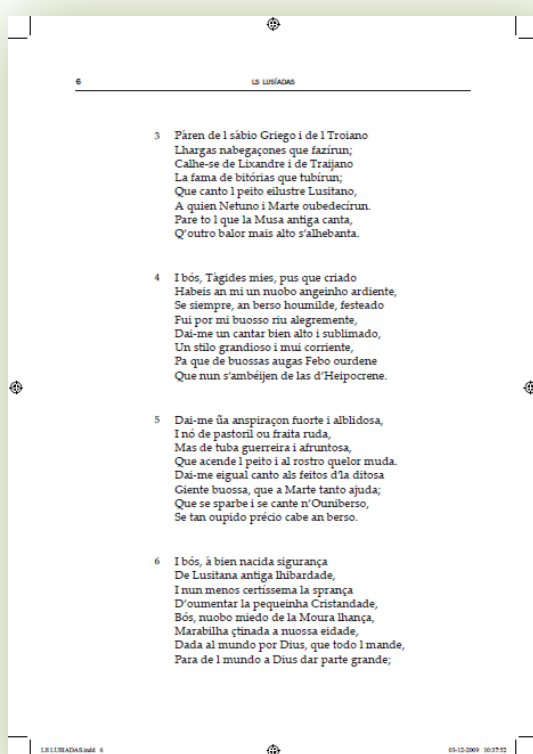 6
LS LUSÍADAS
3 Páren de l sábio Griego i de l Troiano
Lhargas nabegaçones que fazírun;
Calhe-se de Lixandre i de Traijano
La fama de bitórias que tubírun;
Que canto l peito eilustre Lusitano,
A quien Netuno i Marte oubedecírun.
Pare to l que la Musa antiga canta,
Q'outro balor mais alto s'alhebanta.
4 I bós, Tágides mies, pus que criado
Habeis an mi un nuobo angeinho ardiente,
Se siempre, an berso houmilde, festeado
Fui por mi buosso riu alegremente,
Dai-me un cantar bien alto i sublimado,
Un stilo grandioso i mui corriente,
Pa que de buossas augas Febo ourdene
Que nun s'ambéijen de las d'Heipocrene.
5 Dai-me ũa anspiraçon fuorte i alblidosa,
I nó de pastoril ou fraita ruda,
Mas de tuba guerreira i afruntosa,
Que acende l peito i al rostro quelor muda.
Dai-me eigual canto als feitos d'la ditosa
Giente buossa, que a Marte tanto ajuda;
Que se sparbe i se cante n'Ouniberso,
Se tan oupido précio cabe an berso.
6 I bós, à bien nacida sigurança
De Lusitana antiga lhibardade,
I nun menos certíssema la sprança
D'oumentar la pequeinha Cristandade,
Bós, nuobo miedo de la Moura lhança,
Marabilha çtinada a nuossa eidade,
Dada al mundo por Dius, que todo l mande,
Para de l mundo a Dius dar parte grande;
LS LUSIADAS.indd 6
03-12-2009 10:37:52